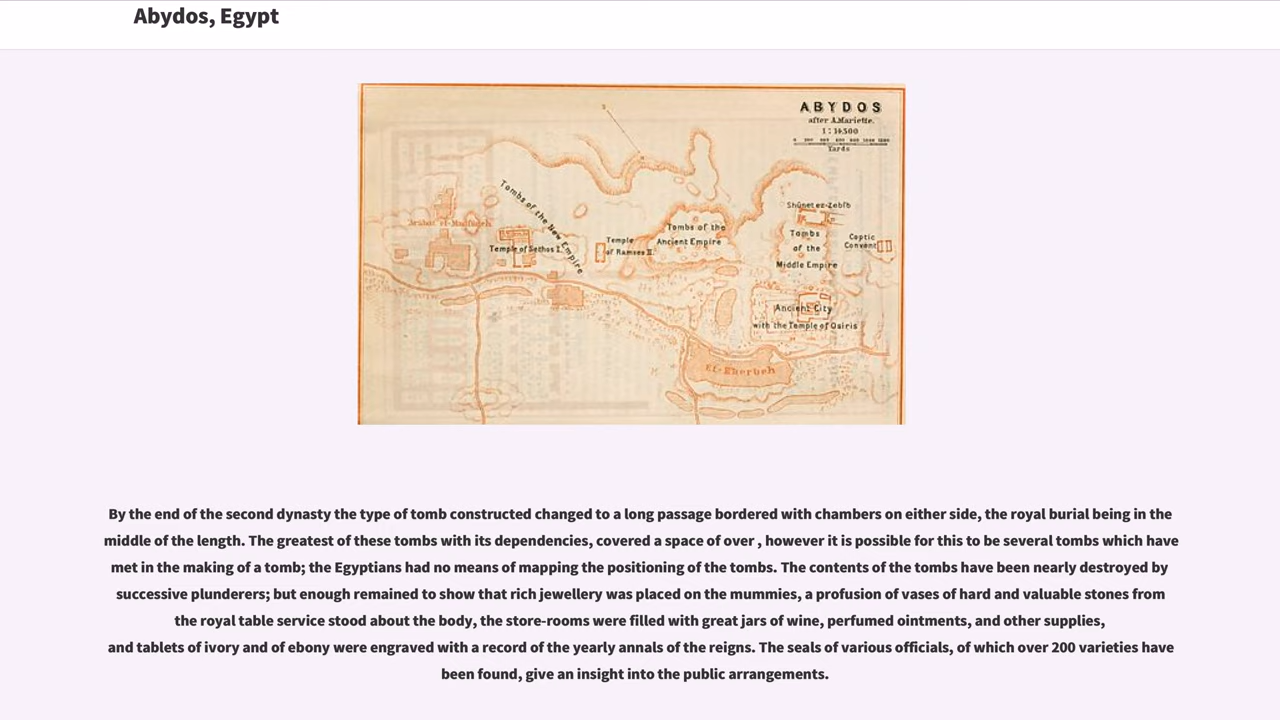 Abydos, Egypt
ABYDOS
after A.Mariette.
1 : 14,500
Yards
Tombs of the New Empire
Shûnet ez-Zebîb
Temple of Sethos I.
Temple
of Ramses II.
Tombs of the
Ancient Empire
Tombs
of the
Middle Empire
Coptic
Convent
Ancient City
with the Temple of Osiris
El-Kherbeh
By the end of the second dynasty the type of tomb constructed changed to a long passage bordered with chambers on either side, the royal burial being in the
middle of the length. The greatest of these tombs with its dependencies, covered a space of over , however it is possible for this to be several tombs which have
met in the making of a tomb; the Egyptians had no means of mapping the positioning of the tombs. The contents of the tombs have been nearly destroyed by
successive plunderers; but enough remained to show that rich jewellery was placed on the mummies, a profusion of vases of hard and valuable stones from
the royal table service stood about the body, the store-rooms were filled with great jars of wine, perfumed ointments, and other supplies,
and tablets of ivory and of ebony were engraved with a record of the yearly annals of the reigns. The seals of various officials, of which over 200 varieties have
been found, give an insight into the public arrangements.